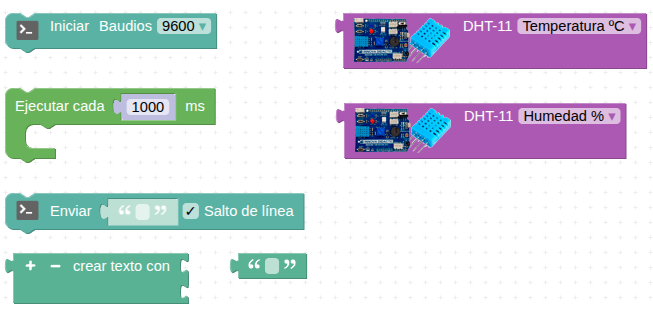 Iniciar Baudios 9600 ▾
DHT-11 Temperatura ºC ▾
Ejecutar cada 1000 ms
DHT-11 Humedad % ▾
Enviar “ ” ✓ Salto de línea
+ − crear texto con
“ ”